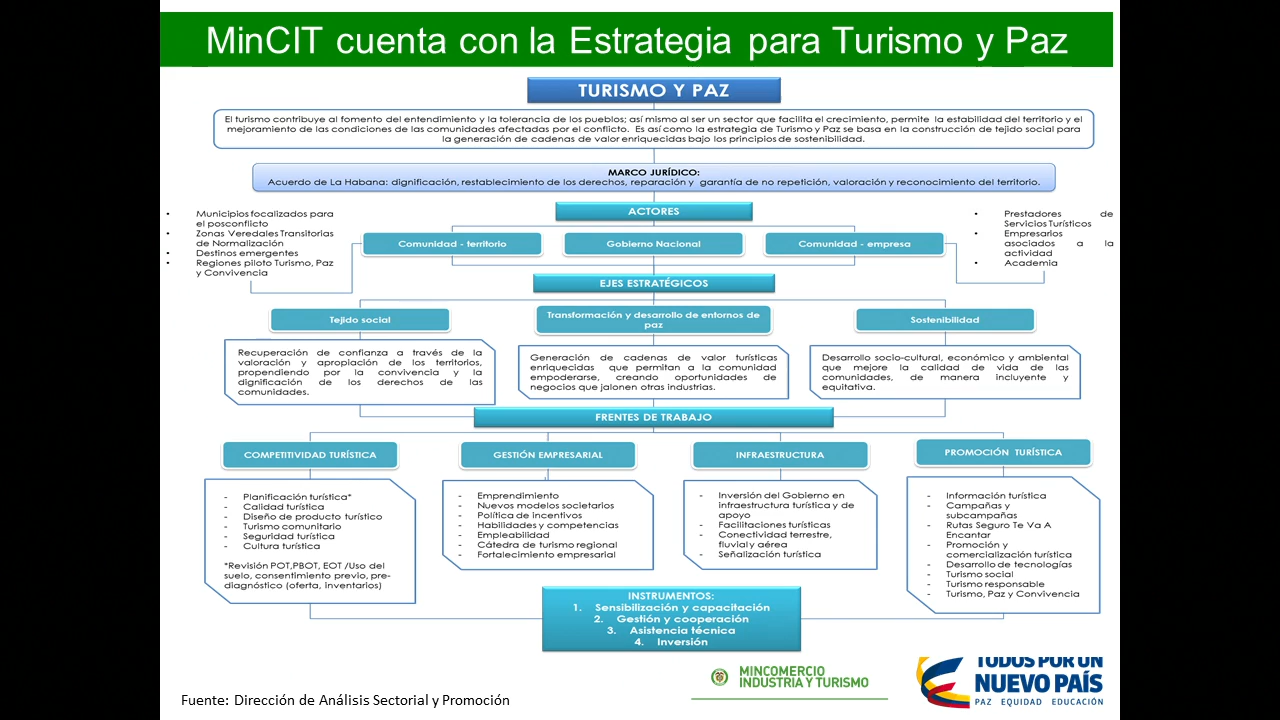 MinCIT cuenta con la Estrategia para Turismo y Paz
TURISMO Y PAZ
El turismo contribuye al fomento del entendimiento y la tolerancia de los pueblos; así mismo al ser un sector que facilita el crecimiento, permite la estabilidad del territorio y el
mejoramiento de las condiciones de las comunidades afectadas por el conflicto. Es así como la estrategia de Turismo y Paz se basa en la construcción de tejido social para
la generación de cadenas de valor enriquecidas bajo los principios de sostenibilidad.
MARCO JURÍDICO:
Acuerdo de La Habana: dignificación, restablecimiento de los derechos, reparación y garantía de no repetición, valoración y reconocimiento del territorio.
• Municipios focalizados para
el posconflicto
• Zonas Veredales Transitorias
de Normalización
• Destinos emergentes
• Regiones piloto Turismo, Paz
y Convivencia
ACTORES
Comunidad - territorio
Gobierno Nacional
Comunidad - empresa
• Prestadores de
Servicios Turísticos
• Empresarios
asociados a la
actividad
• Academia
EJES ESTRATÉGICOS
Tejido social
Transformación y desarrollo de entornos de
paz
Sostenibilidad
Recuperación de confianza a través de la
valoración y apropiación de los territorios,
propendiendo por la convivencia y la
dignificación de los derechos de las
comunidades.
Generación de cadenas de valor turísticas
enriquecidas que permitan a la comunidad
empoderarse, creando oportunidades de
negocios que jalonen otras industrias.
Desarrollo socio-cultural, económico y ambiental
que mejore la calidad de vida de las
comunidades, de manera incluyente y
equitativa.
FRENTES DE TRABAJO
COMPETITIVIDAD TURÍSTICA
GESTIÓN EMPRESARIAL
INFRAESTRUCTURA
PROMOCIÓN TURÍSTICA
- Planificación turística*
- Calidad turística
- Diseño de producto turístico
- Turismo comunitario
- Seguridad turística
- Cultura turística
*Revisión POT,PBOT, EOT /Uso del
suelo, consentimiento previo, pre-
diagnóstico (oferta, inventarios)
- Emprendimiento
- Nuevos modelos societarios
- Política de incentivos
- Habilidades y competencias
- Empleabilidad
- Cátedra de turismo regional
- Fortalecimiento empresarial
- Inversión del Gobierno en
infraestructura turística y de
apoyo
- Facilitaciones turísticas
- Conectividad terrestre,
fluvial y aérea
- Señalización turística
- Información turística
- Campañas y
subcampañas
- Rutas Seguro Te Va A
Encantar
- Promoción y
comercialización turística
- Desarrollo de tecnologías
- Turismo social
- Turismo responsable
- Turismo, Paz y Convivencia
INSTRUMENTOS:
1. Sensibilización y capacitación
2. Gestión y cooperación
3. Asistencia técnica
4. Inversión
MINCOMERCIO
INDUSTRIA Y TURISMO
TODOS POR UN
NUEVO PAÍS
PAZ EQUIDAD EDUCACIÓN
Fuente: Dirección de Análisis Sectorial y Promoción